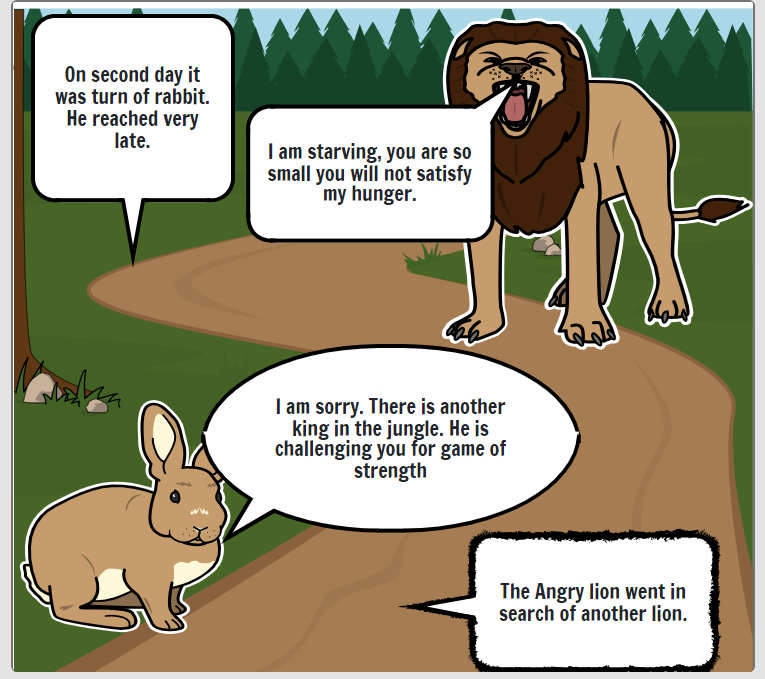 On second day it
was turn of rabbit.
He reached very
late.
I am starving, you are so
small you will not satisfy
my hunger.
I am sorry. There is another
king in the jungle. He is
challenging you for game of
strength
The Angry lion went in
search of another lion.